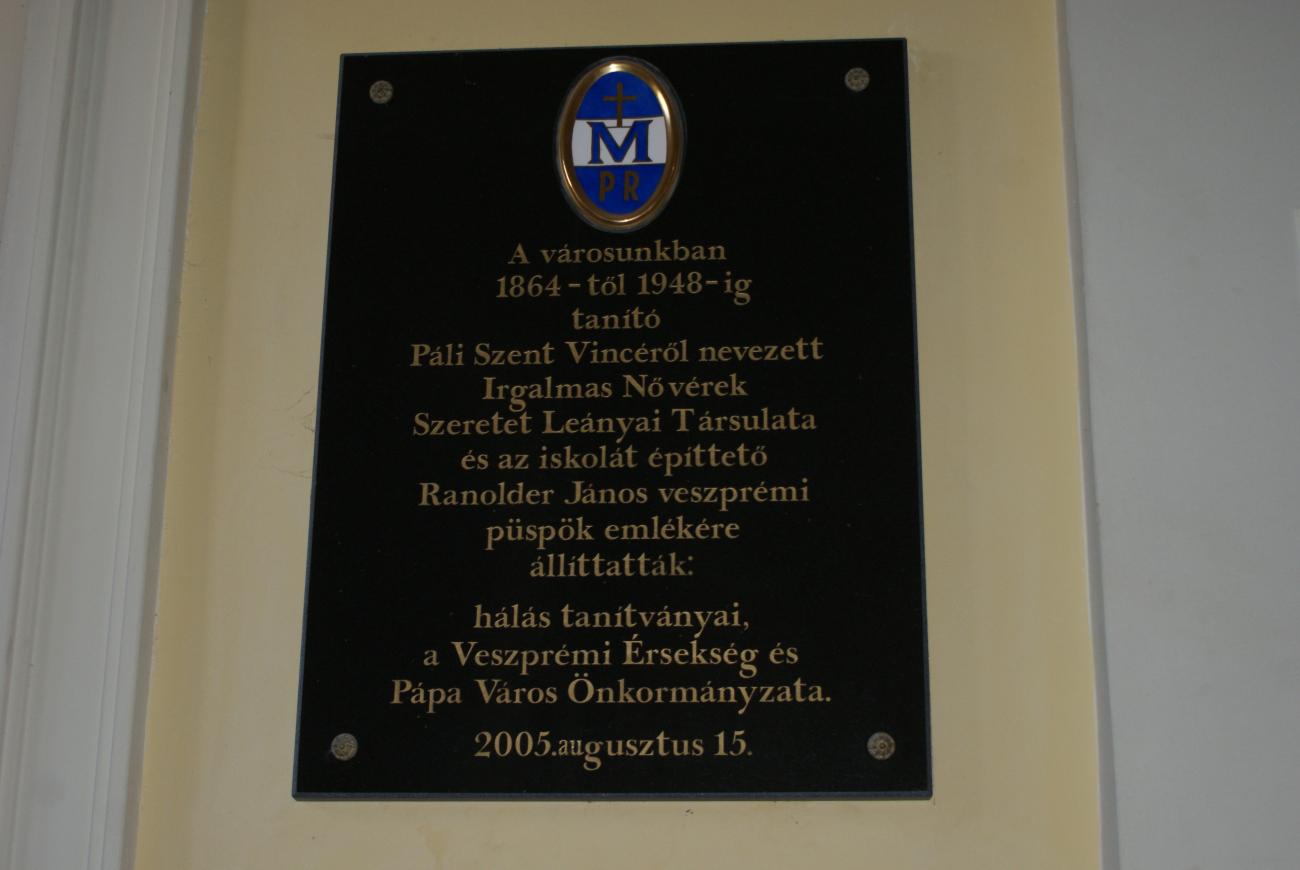 M
P R
A városunkban
1864-től 1948-ig
tanító
Páli Szent Vincéről nevezett
Irgalmas Nővérek
Szeretet Leányai Társulata
és az iskolát építtető
Ranolder János veszprémi
püspök emlékére
állíttatták:
hálás tanítványai,
a Veszprémi Érsekség és
Pápa Város Önkormányzata.
2005.augusztus 15.